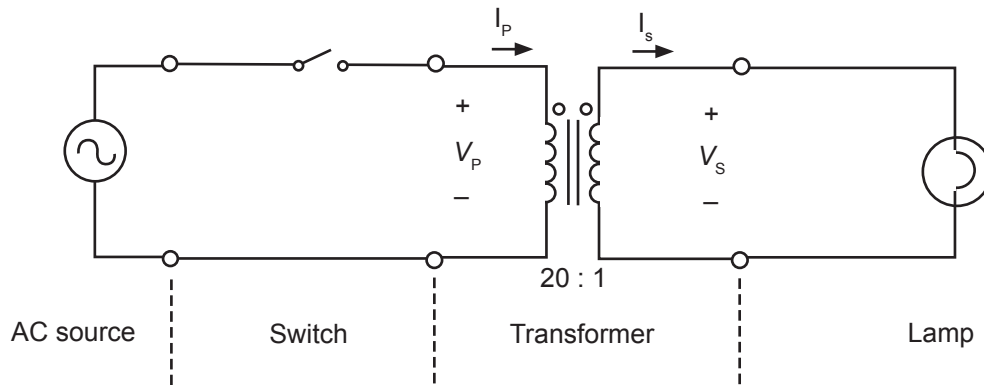 I_P
I_s
+
V_P
–
+
V_S
–
20 : 1
AC source
Switch
Transformer
Lamp